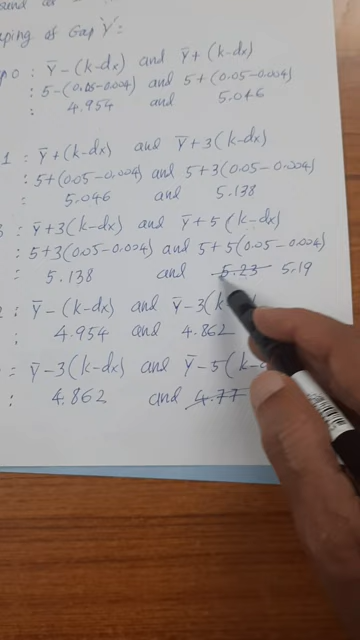 ping of Gap Y:
0 : Y̅-(k-dx) and Y̅+(k-dx)
: 5-(0.05-0.004) and 5+(0.05-0.004)
: 4.954 and 5.046
1 : Y̅+(k-dx) and Y̅+3(k-dx)
: 5+(0.05-0.004) and 5+3(0.05-0.004)
: 5.046 and 5.138
3 : Y̅+3(k-dx) and Y̅+5(k-dx)
: 5+3(0.05-0.004) and 5+5(0.05-0.004)
: 5.138 and 5.23 5.19
: Y̅-(k-dx) and Y̅-3(k
: 4.954 and 4.862
= Y̅-3(k-dx) and Y̅-5(k-d
: 4.862 and 4.77